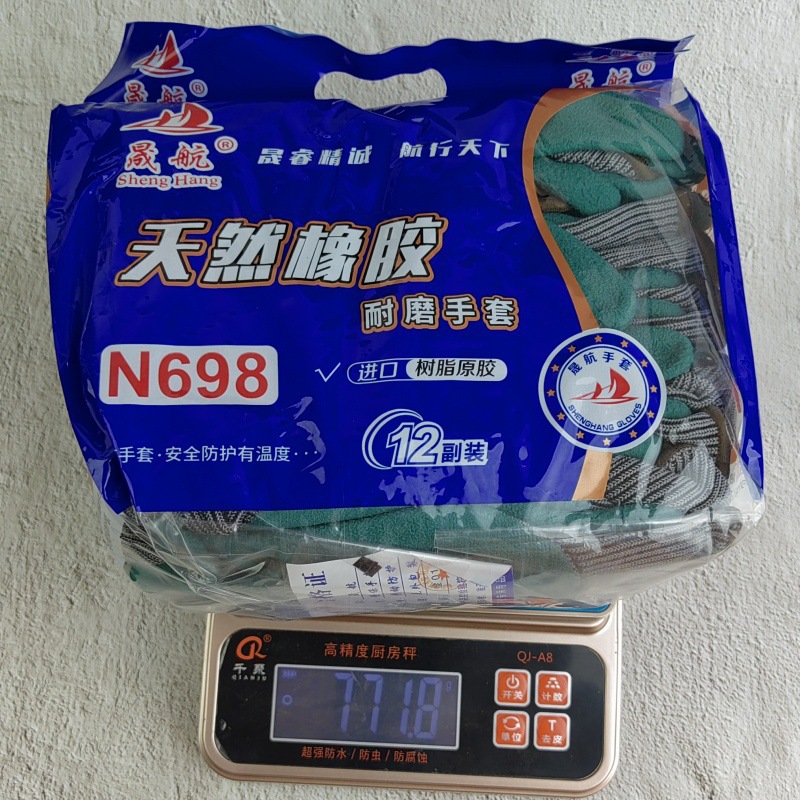 晟航®
晟航®
Sheng Hang
晟睿精诚 航行天下
天然橡胶
耐磨手套
N698
进口 树脂原胶
12副装
手套·安全防护有温度···
晟航手套
SHENGHANG GLOVES
千聚
QIANJU
高精度厨房秤
QJ-A8
771.8
开关
计数
单位
T
去皮
超强防水/防虫/防腐蚀